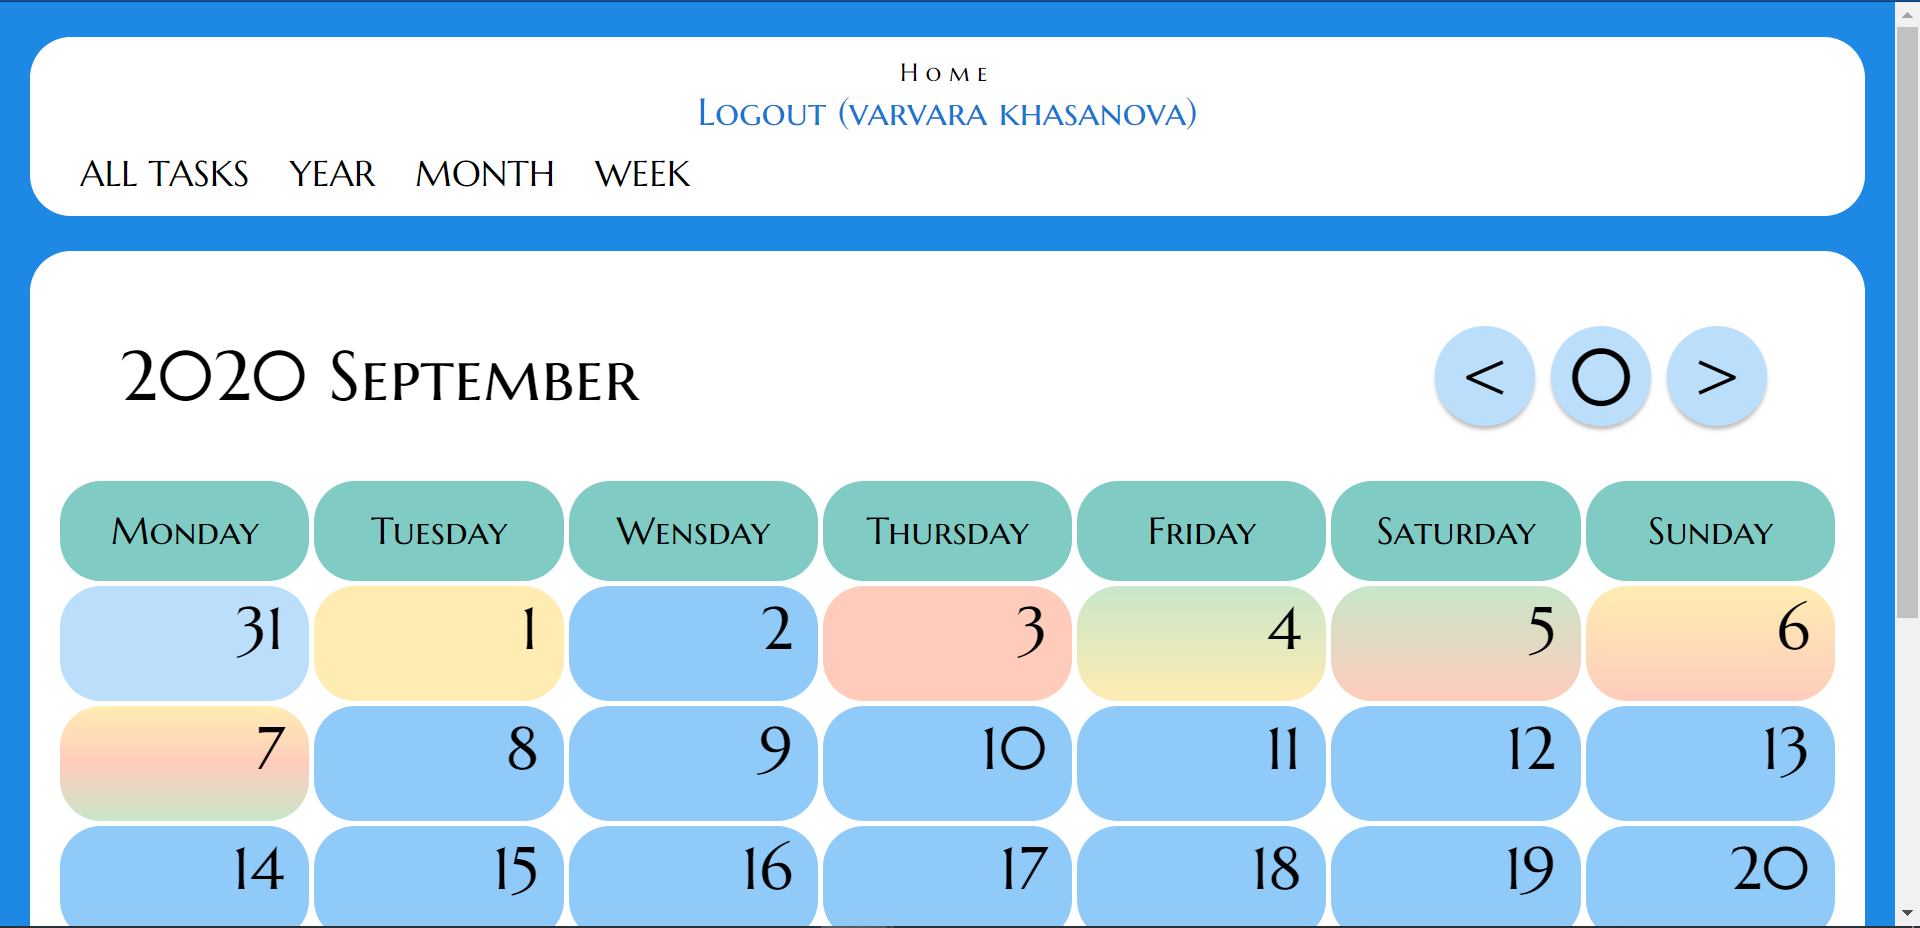 Home
Logout (varvara khasanova)
ALL TASKS YEAR MONTH WEEK
2020 September
< O >
Monday Tuesday Wensday Thursday Friday Saturday Sunday
31 1 2 3 4 5 6
7 8 9 10 11 12 13
14 15 16 17 18 19 20